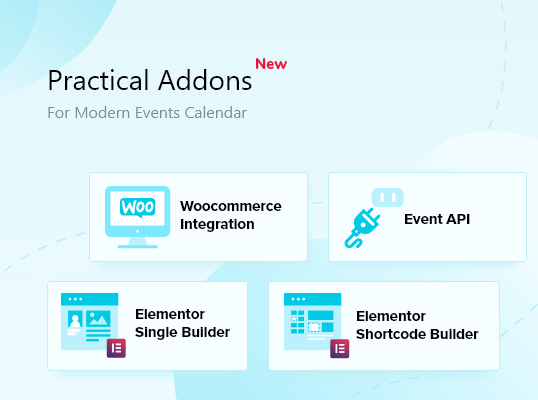 New
Practical Addons
For Modern Events Calendar
WOO
Woocommerce
Integration
Event API
Elementor
Single Builder
Elementor
Shortcode Builder